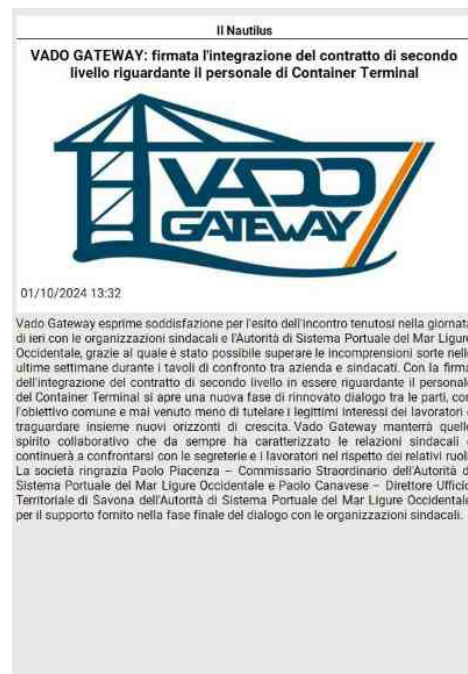 Il Nautilus
VADO GATEWAY: firmata l'integrazione del contratto di secondo
livello riguardante il personale di Container Terminal
VADO
GATEWAY
01/10/2024 13:32
Vado Gateway esprime soddisfazione per l'esito dell'incontro tenutosi nella giornata
di ieri con le organizzazioni sindacali e l'Autorità di Sistema Portuale del Mar Ligure
Occidentale, grazie al quale è stato possibile superare le incomprensioni sorte nelle
ultime settimane durante i tavoli di confronto tra azienda e sindacati. Con la firma
dell'integrazione del contratto di secondo livello in essere riguardante il personale
del Container Terminal si apre una nuova fase di rinnovato dialogo tra le parti, con
l'obiettivo comune e mai venuto meno di tutelare i legittimi interessi dei lavoratori e
traguardare insieme nuovi orizzonti di crescita. Vado Gateway manterrà quello
spirito collaborativo che da sempre ha caratterizzato le relazioni sindacali e
continuerà a confrontarsi con le segreterie e i lavoratori nel rispetto dei relativi ruoli.
La società ringrazia Paolo Piacenza – Commissario Straordinario dell'Autorità di
Sistema Portuale del Mar Ligure Occidentale e Paolo Canavese – Direttore Ufficio
Territoriale di Savona dell'Autorità di Sistema Portuale del Mar Ligure Occidentale
per il supporto fornito nella fase finale del dialogo con le organizzazioni sindacali.